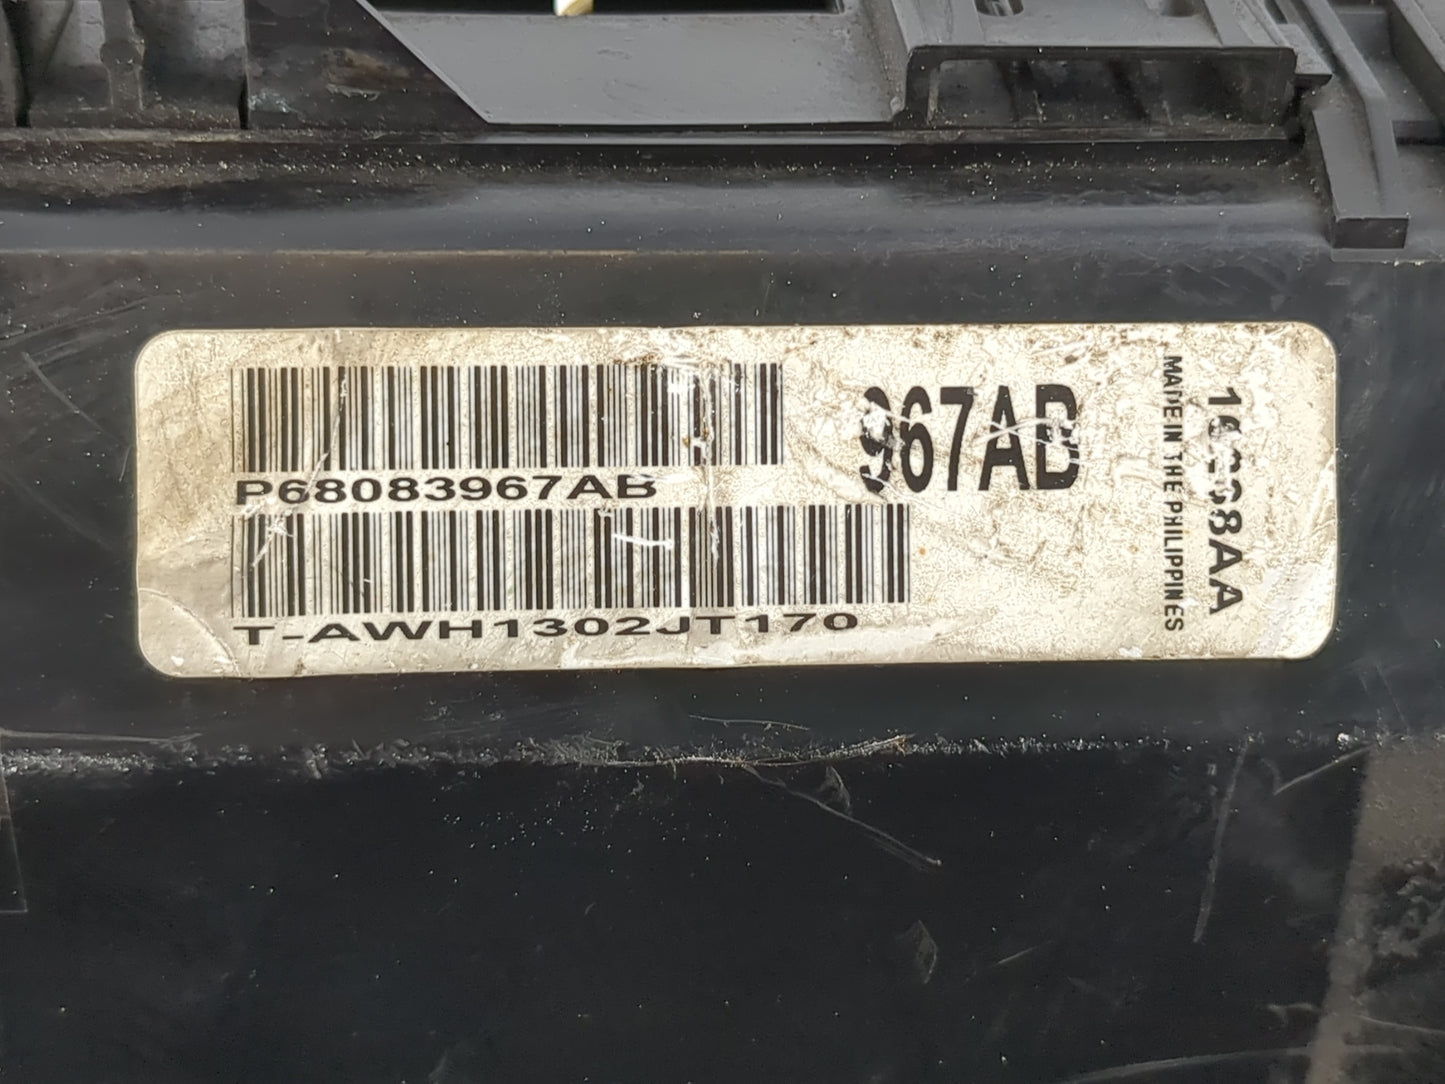 P68083967AB
T-AWH1302JT170
967AB
MADE IN THE PHILIPPINES